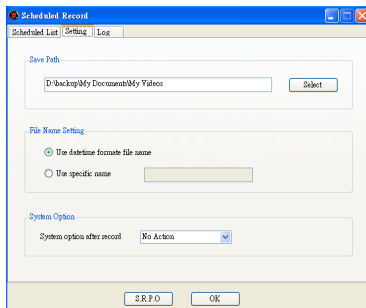 Scheduled Record
Scheduled List Setting Log
Save Path
D:\backup\My Documents\My Videos Select
File Name Setting
Use datetime formate file name
Use specific name
System Option
System option after record No Action
S.R.P.O OK